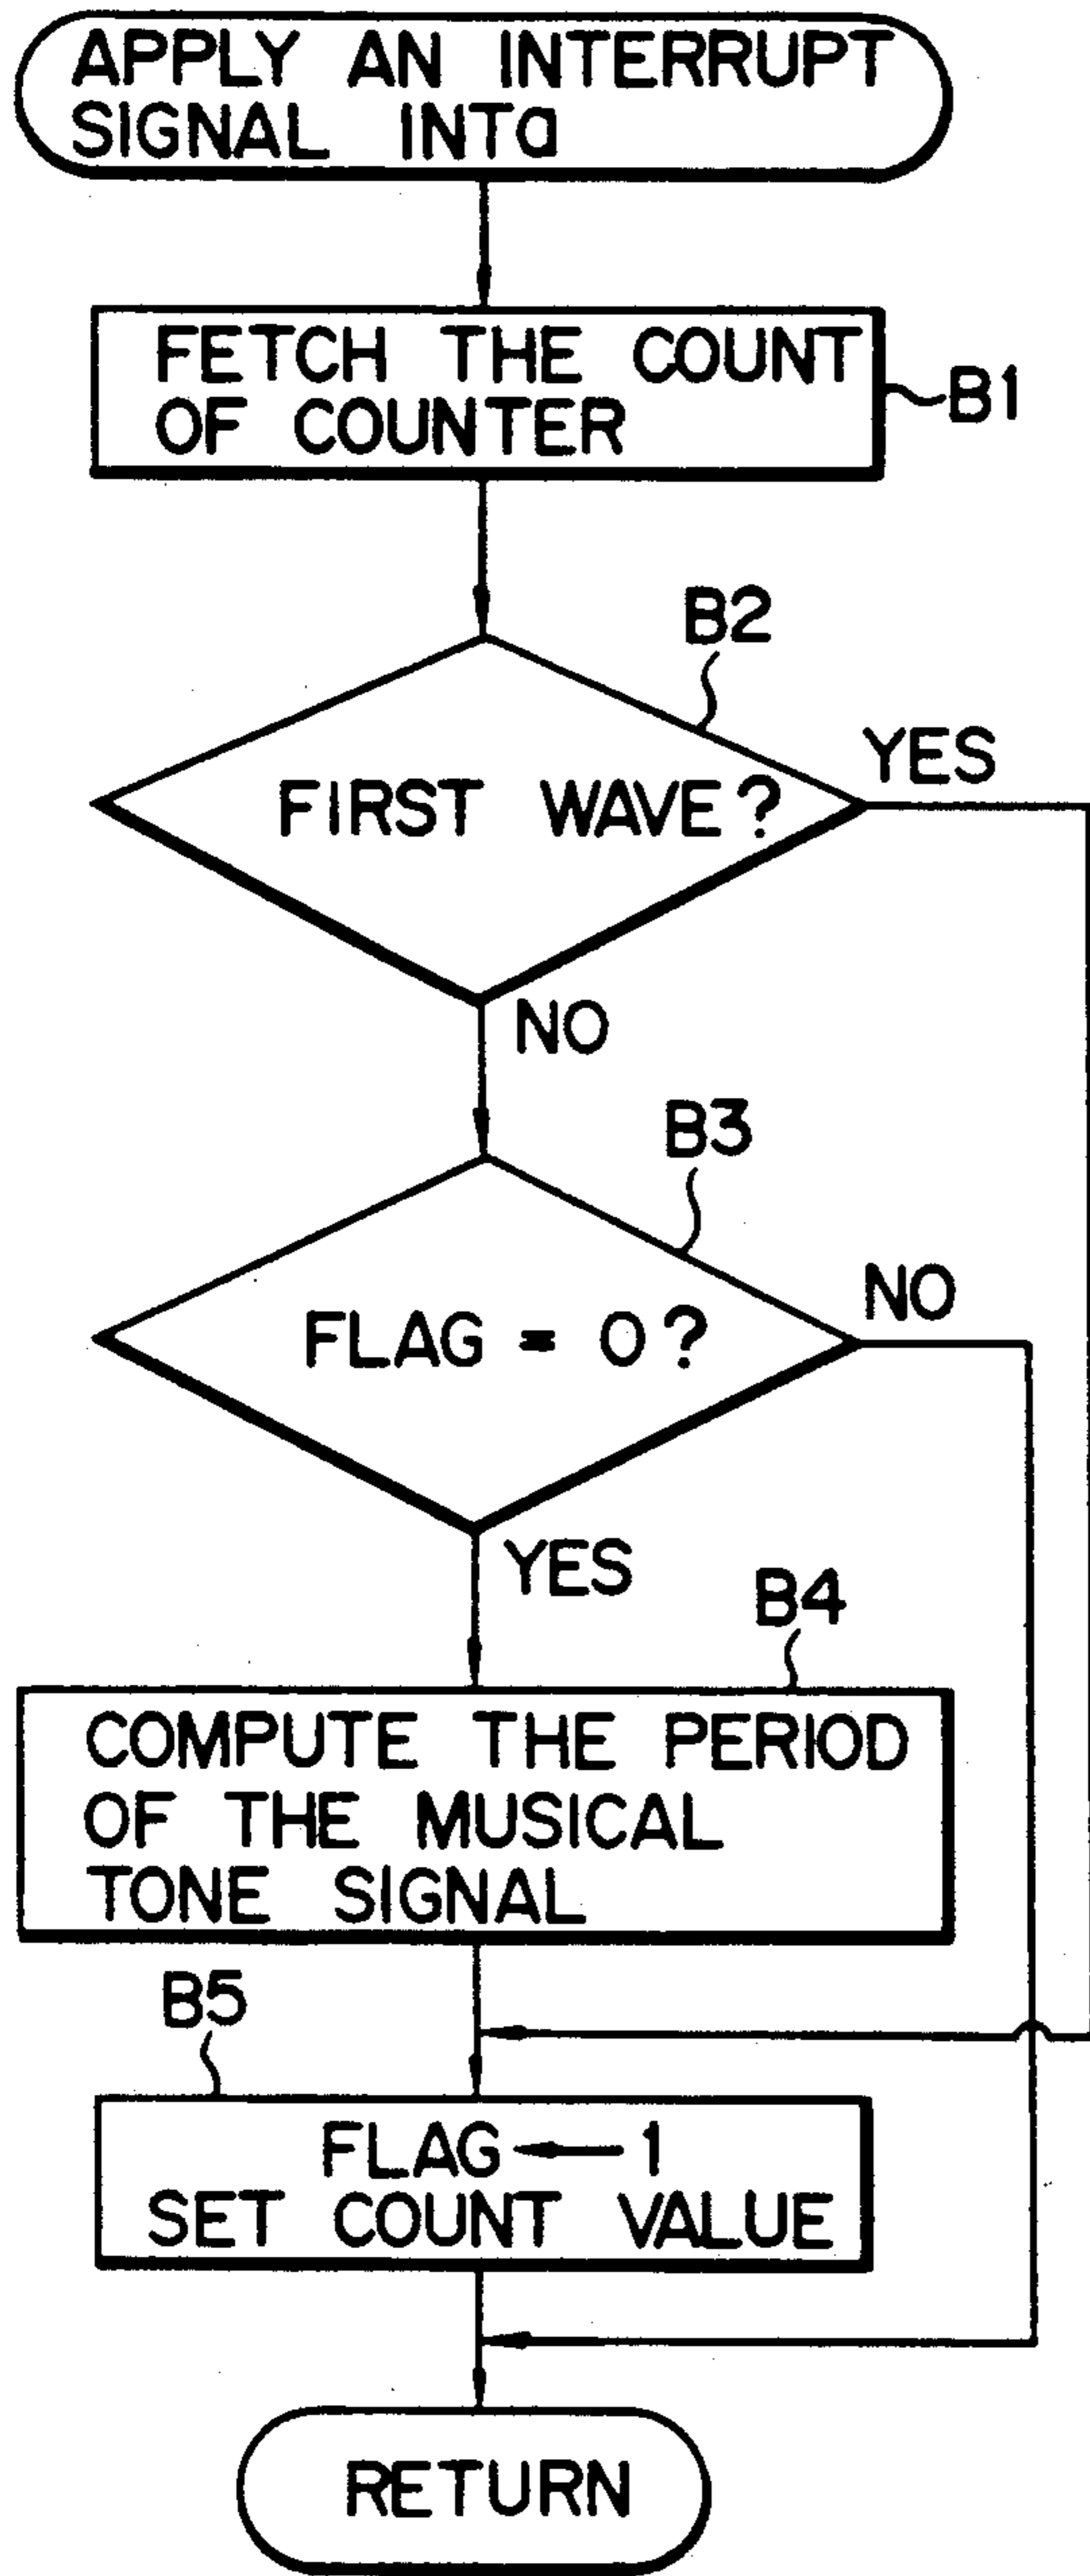 APPLY AN INTERRUPT
SIGNAL INTa
FETCH THE COUNT
OF COUNTER
B1
B2
FIRST WAVE?
YES
NO
B3
FLAG = 0?
NO
YES
B4
COMPUTE THE PERIOD
OF THE MUSICAL
TONE SIGNAL
B5
FLAG ← 1
SET COUNT VALUE
RETURN